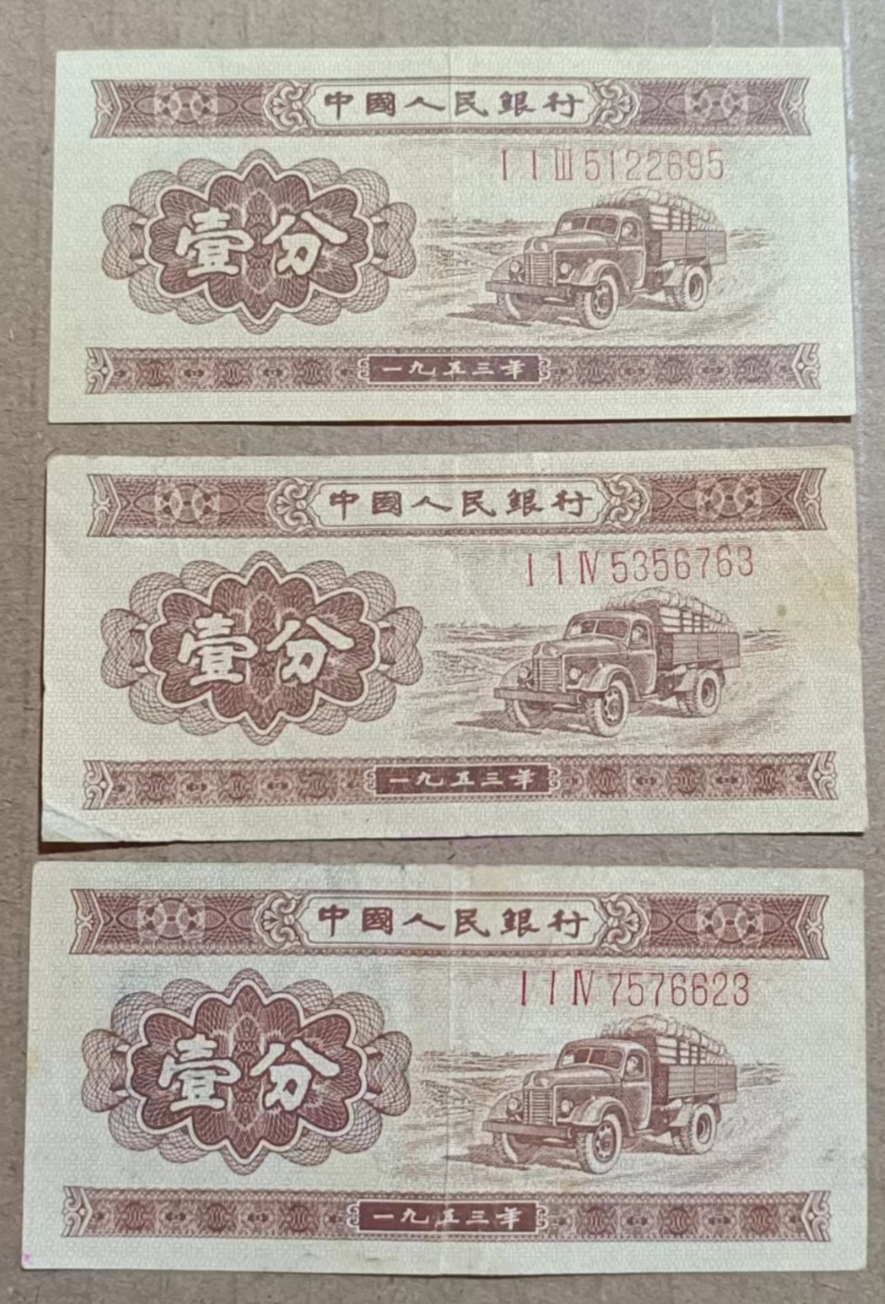 中國人民銀行
I I III 5122695
壹分
一九五三年
中國人民銀行
I I IV 5356763
壹分
一九五三年
中國人民銀行
I I IV 7576623
壹分
一九五三年